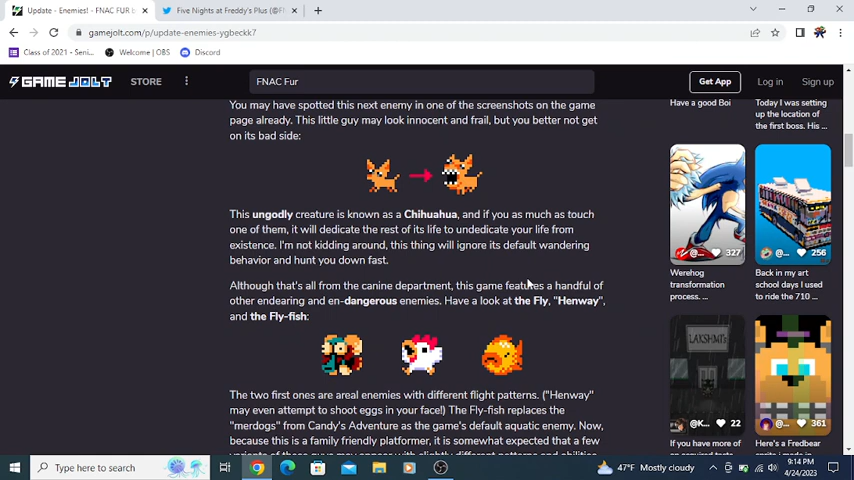 Update - Enemies! - FNAC FUR b
Five Nights at Freddy's Plus (@F
gamejolt.com/p/update-enemies-ygbeckk7
Class of 2021 - Seni...
Welcome | OBS
Discord
GAME JOLT
STORE
FNAC Fur
Get App
Log in
Sign up
You may have spotted this next enemy in one of the screenshots on the game
page already. This little guy may look innocent and frail, but you better not get
on its bad side:
This ungodly creature is known as a Chihuahua, and if you as much as touch
one of them, it will dedicate the rest of its life to undedicate your life from
existence. I'm not kidding around, this thing will ignore its default wandering
behavior and hunt you down fast.
Although that's all from the canine department, this game features a handful of
other endearing and en-dangerous enemies. Have a look at the Fly, "Henway",
and the Fly-fish:
The two first ones are areal enemies with different flight patterns. ("Henway"
may even attempt to shoot eggs in your face!) The Fly-fish replaces the
"merdogs" from Candy's Adventure as the game's default aquatic enemy. Now,
because this is a family friendly platformer, it is somewhat expected that a few
Have a good Boi
Today I was setting
up the location of
the first boss. His ...
@...
227
@...
710
Werehog
transformation
process. ...
Back in my art
school days I used
to ride the 710 ...
LAKSHMI'S
@K...
22
@...
361
If you have more of
Here's a Fredbear
Type here to search
47°F Mostly cloudy
9:14 PM
4/24/2023